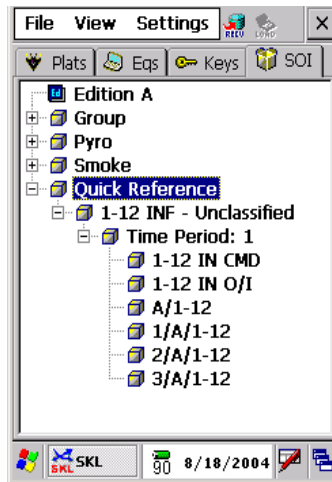 File View Settings RECV LOAD X
Plats Eqs Keys SOI
Ed Edition A
Group
Pyro
Smoke
Quick Reference
1-12 INF - Unclassified
Time Period: 1
1-12 IN CMD
1-12 IN O/I
A/1-12
1/A/1-12
2/A/1-12
3/A/1-12
SKL SKL 90 8/18/2004